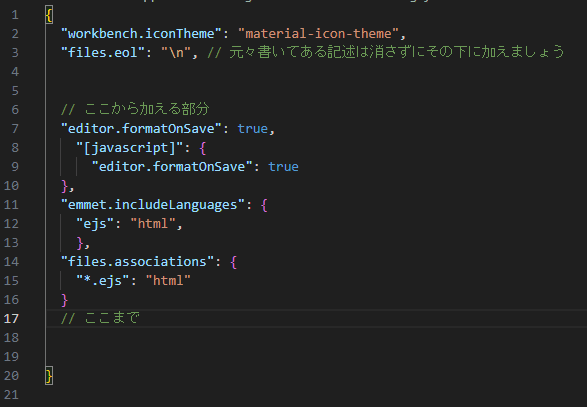 1 {
2 "workbench.iconTheme": "material-icon-theme",
3 "files.eol": "\n", // 元々書いてある記述は消さずにその下に加えましょう
4
5
6 // ここから加える部分
7 "editor.formatOnSave": true,
8 "[javascript]": {
9 "editor.formatOnSave": true
10 },
11 "emmet.includeLanguages": {
12 "ejs": "html",
13 },
14 "files.associations": {
15 "*.ejs": "html"
16 }
17 // ここまで
18
19
20 }
21